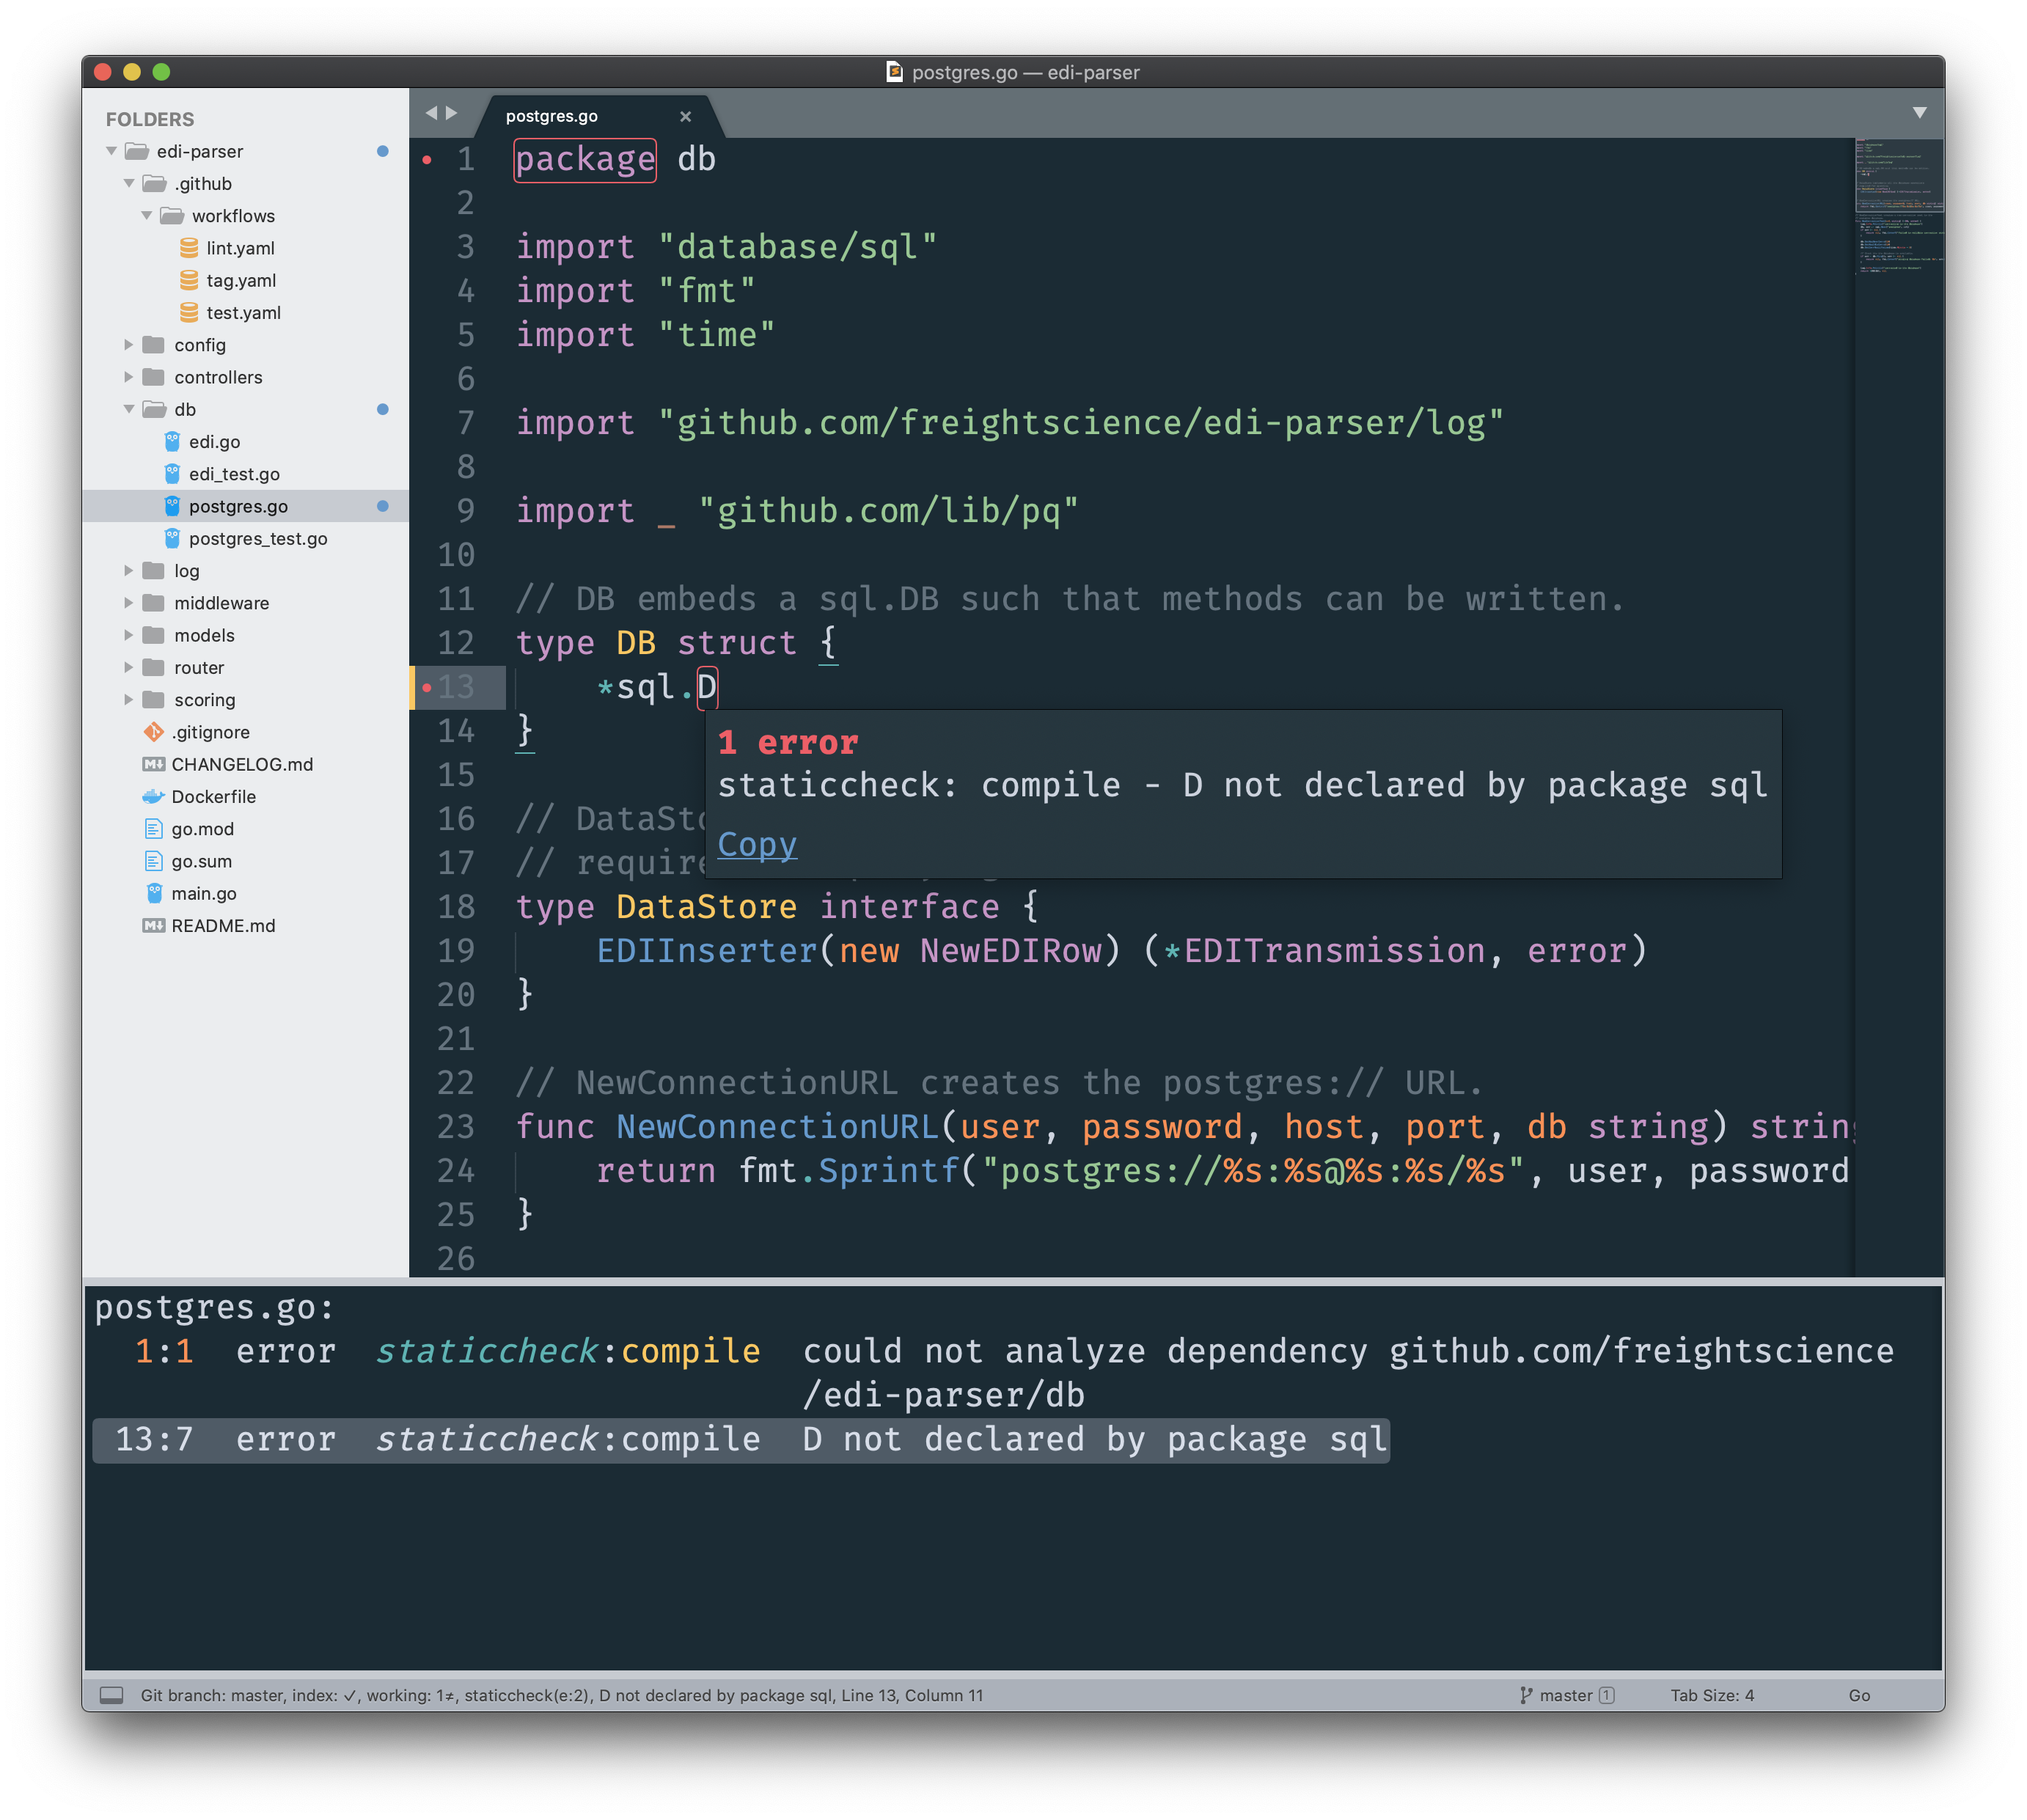 postgres.go — edi-parser
FOLDERS
edi-parser
.github
workflows
lint.yaml
tag.yaml
test.yaml
config
controllers
db
edi.go
edi_test.go
postgres.go
postgres_test.go
log
middleware
models
router
scoring
.gitignore
CHANGELOG.md
Dockerfile
go.mod
go.sum
main.go
README.md
postgres.go
1 package db
2
3 import "database/sql"
4 import "fmt"
5 import "time"
6
7 import "github.com/freightscience/edi-parser/log"
8
9 import _ "github.com/lib/pq"
10
11 // DB embeds a sql.DB such that methods can be written.
12 type DB struct {
13 *sql.D
14 }
1 error
staticcheck: compile - D not declared by package sql
Copy
15
16 // DataSto
17 // require
18 type DataStore interface {
19 EDIInserter(new NewEDIRow) (*EDITransmission, error)
20 }
21
22 // NewConnectionURL creates the postgres:// URL.
23 func NewConnectionURL(user, password, host, port, db string) string
24 return fmt.Sprintf("postgres://%s:%s@%s:%s/%s", user, password
25 }
26
postgres.go:
1:1 error staticcheck:compile could not analyze dependency github.com/freightscience
/edi-parser/db
13:7 error staticcheck:compile D not declared by package sql
Git branch: master, index: ✓, working: 1≠, staticcheck(e:2), D not declared by package sql, Line 13, Column 11
master 1
Tab Size: 4
Go